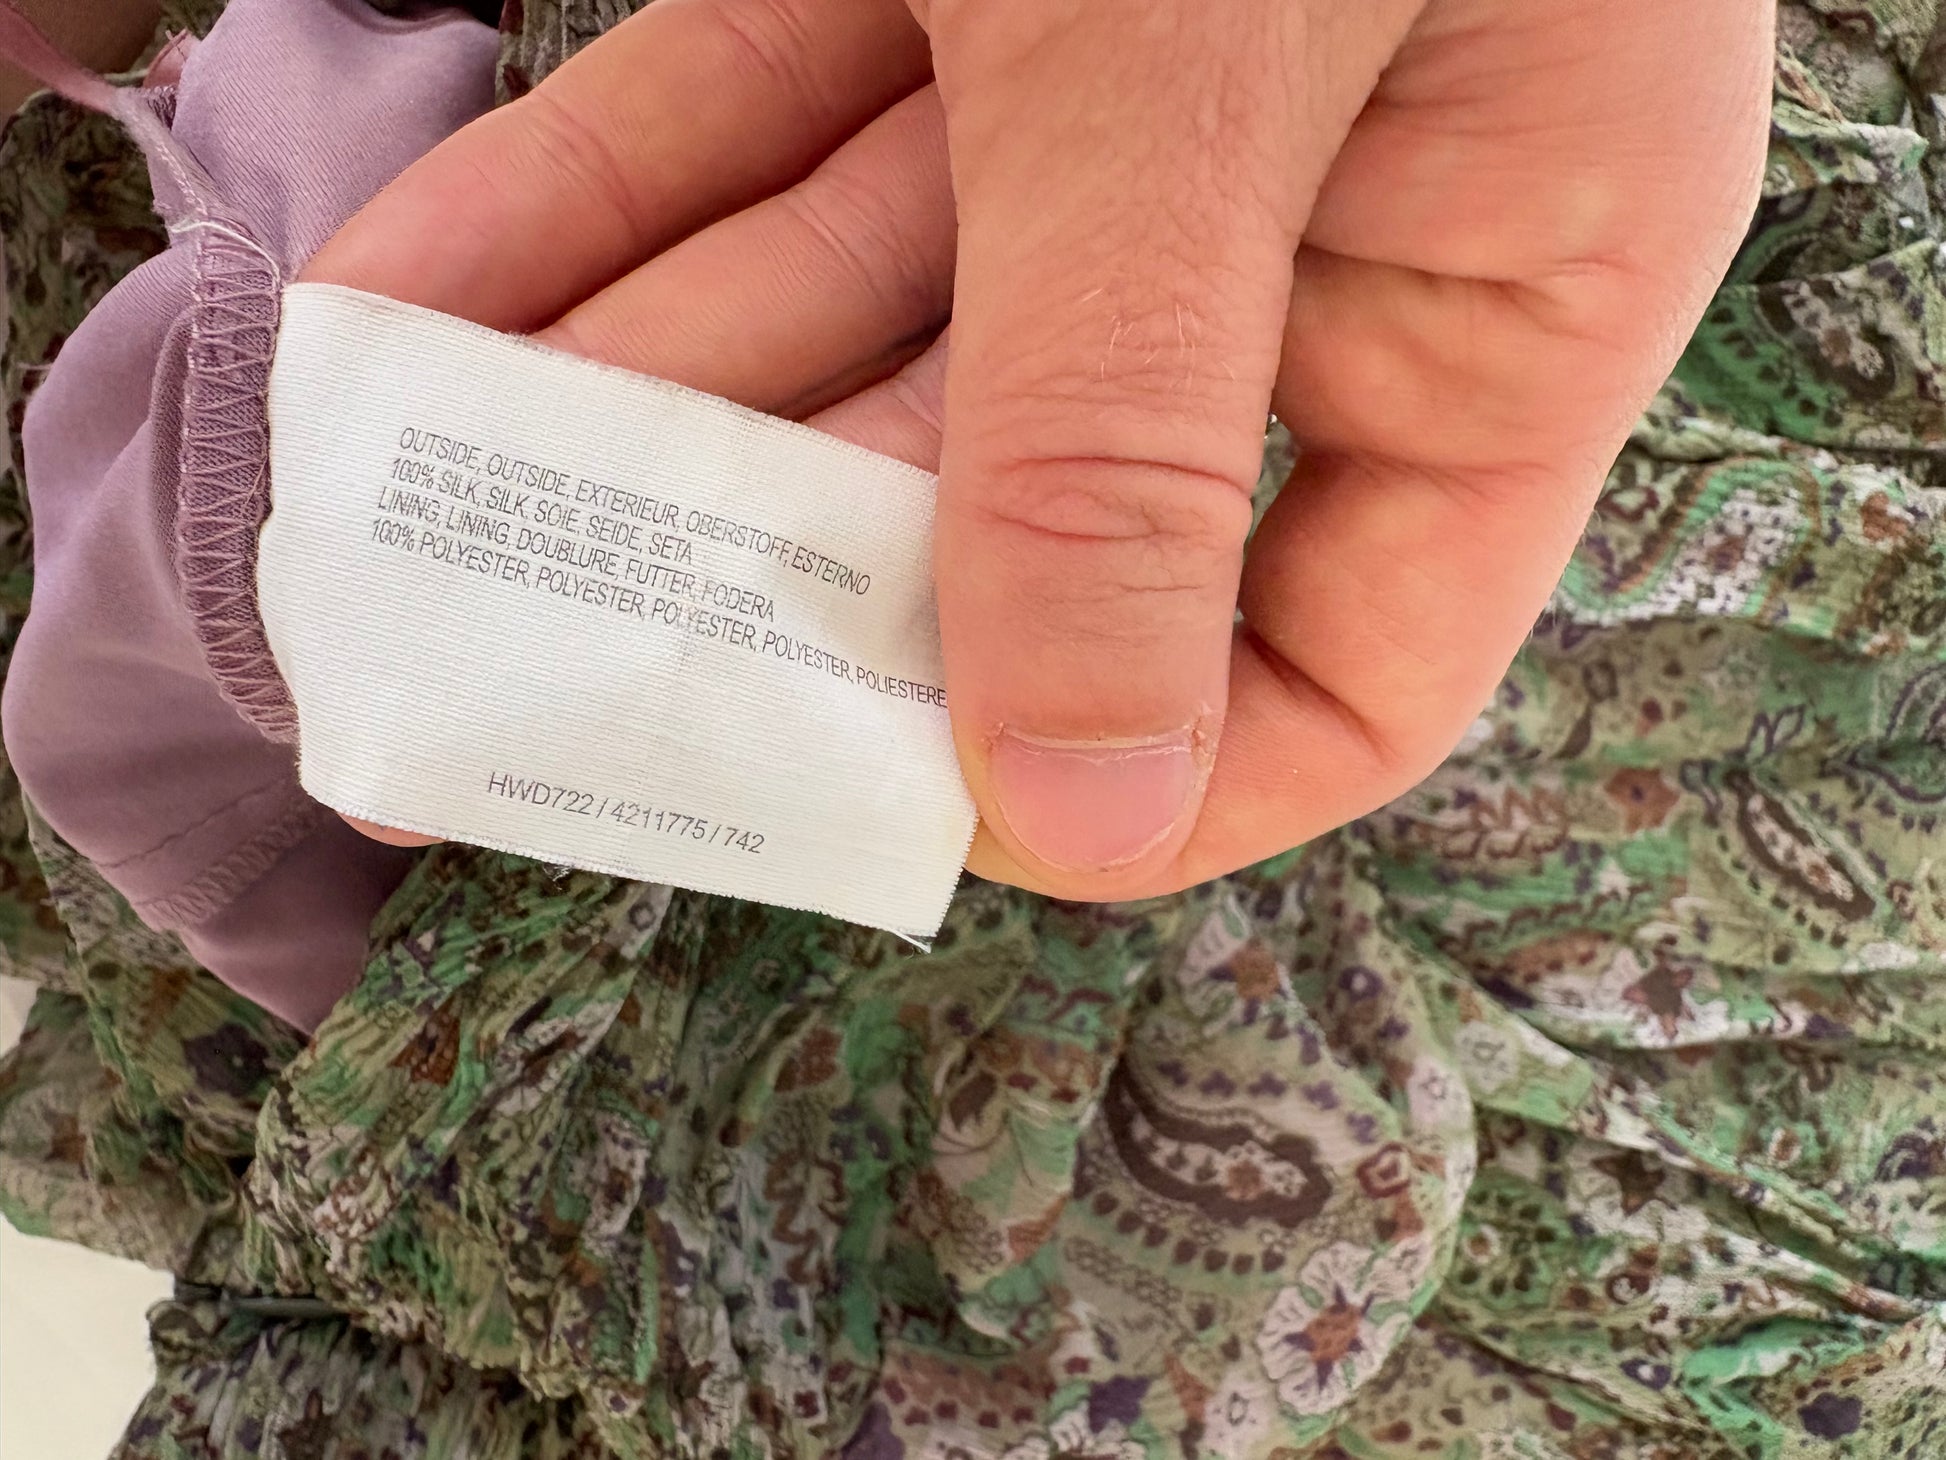 OUTSIDE, OUTSIDE, EXTERIEUR, OBERSTOFF, ESTERNO
100% SILK, SILK, SOIE, SEIDE, SETA
LINING, LINING, DOUBLURE, FUTTER, FODERA
100% POLYESTER, POLYESTER, POLYESTER, POLYESTER, POLIESTERE
HWD722 / 4211775 / 742